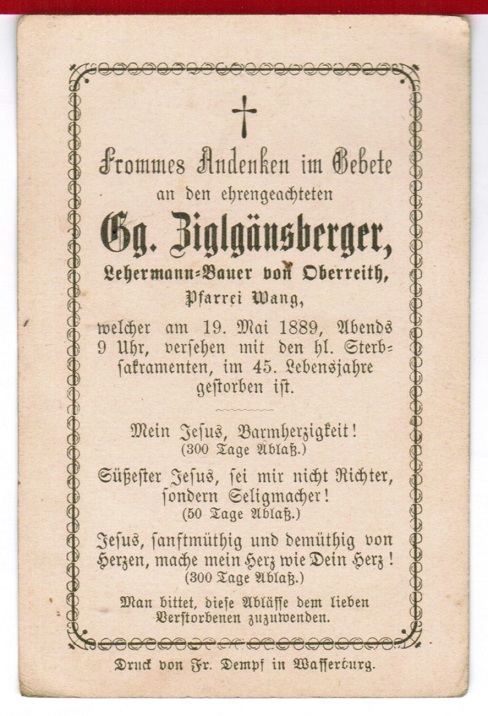 Frommes Andenken im Gebete
an den ehrengeachteten
Gg. Ziglgänsberger,
Lehermann-Bauer von Oberreith,
Pfarrei Wang,
welcher am 19. Mai 1889, Abends
9 Uhr, versehen mit den hl. Sterb-
sakramenten, im 45. Lebensjahre
gestorben ist.
Mein Jesus, Barmherzigkeit!
(300 Tage Ablaß.)
Süßester Jesus, sei mir nicht Richter,
sondern Seligmacher!
(50 Tage Ablaß.)
Jesus, sanftmüthig und demüthig von
Herzen, mache mein Herz wie Dein Herz!
(300 Tage Ablaß.)
Man bittet, diese Ablässe dem lieben
Verstorbenen zuzuwenden.
Druck von Fr. Dempf in Wasserburg.